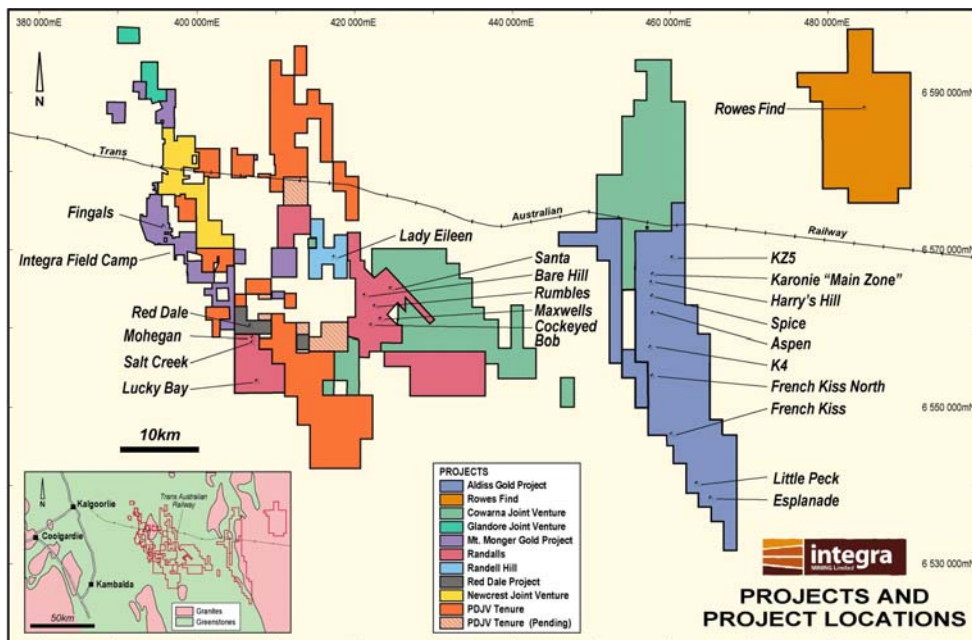 380 000mE
400 000mE
420 000mE
440 000mE
460 000mE
480 000mE
N
6 590 000mN
Rowes Find
Trans
Australian
Railway
Fingals
Integra Field Camp
Lady Eileen
6 570 000mN
Santa
Bare Hill
Rumbles
Maxwells
Cockeyed
Bob
KZ5
Karonie "Main Zone"
Harry's Hill
Spice
Aspen
K4
French Kiss North
French Kiss
Red Dale
Mohegan
Salt Creek
Lucky Bay
6 550 000mN
10km
Little Peck
Esplanade
6 530 000mN
N
Trans Australian
Railway
Kalgoorlie
Coolgardie
Kambalda
50km
Granites
Greenstones
PROJECTS
Aldiss Gold Project
Rowes Find
Cowarna Joint Venture
Glandore Joint Venture
Mt. Monger Gold Project
Randalls
Randell Hill
Red Dale Project
Newcrest Joint Venture
PDJV Tenure
PDJV Tenure (Pending)
integra
MINING Limited
PROJECTS AND
PROJECT LOCATIONS